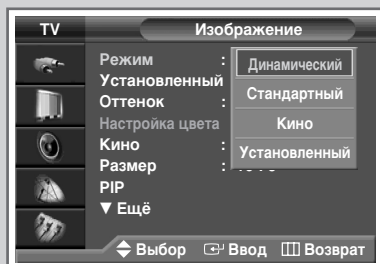 TV
Изображение
Режим :
Установленный
Оттенок :
Настройка цвета
Кино :
Размер :
PIP
▼ Ещё
Динамический
Стандартный
Кино
Установленный
Выбор Ввод Возврат